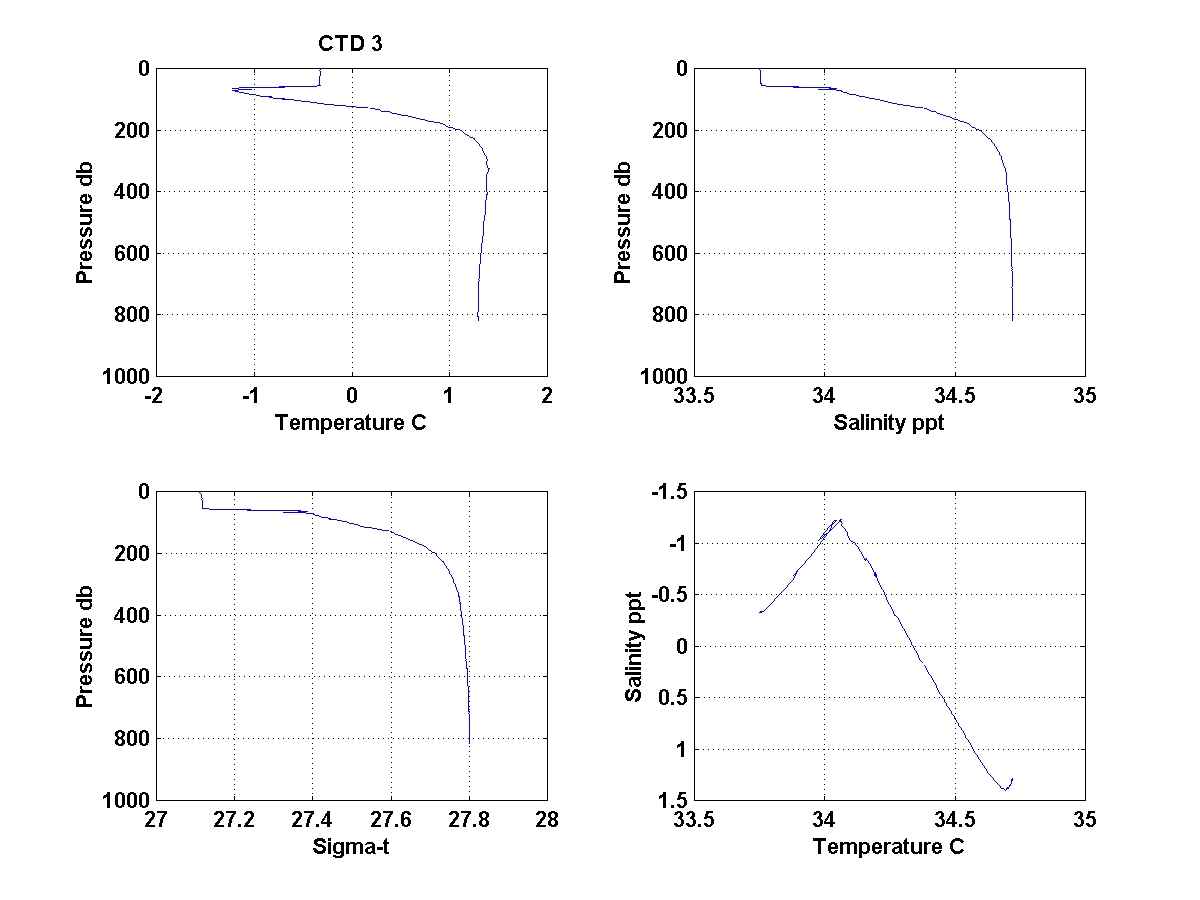 CTD 3
0
200
400
600
800
1000
-2 -1 0 1 2
Temperature C
Pressure db
0
200
400
600
800
1000
33.5 34 34.5 35
Salinity ppt
Pressure db
0
200
400
600
800
1000
27 27.2 27.4 27.6 27.8 28
Sigma-t
Pressure db
-1.5
-1
-0.5
0
0.5
1
1.5
33.5 34 34.5 35
Temperature C
Salinity ppt